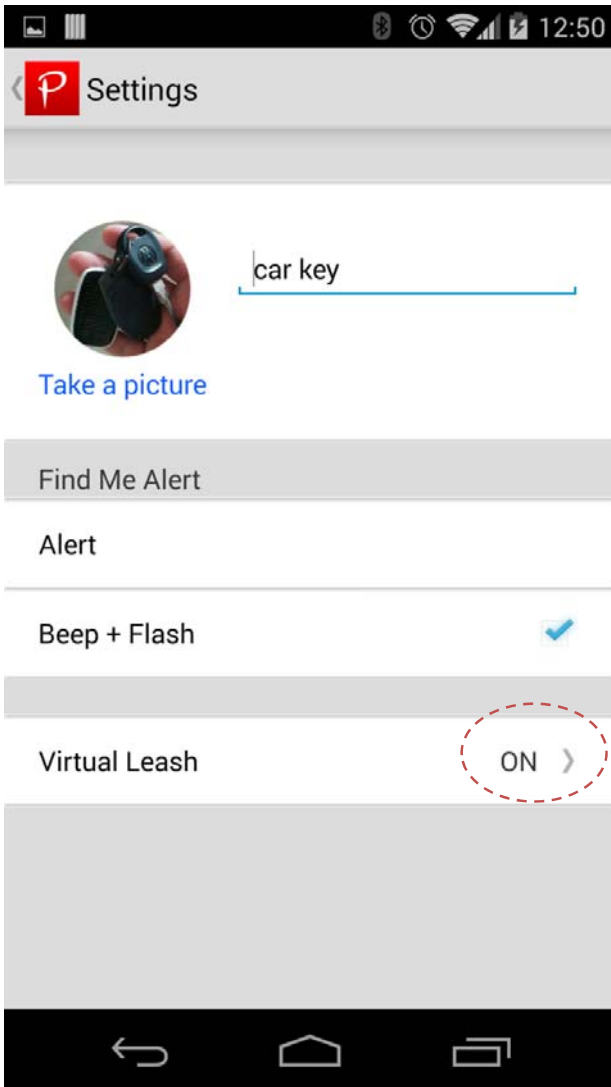 12:50
Settings
car key
Take a picture
Find Me Alert
Alert
Beep + Flash
Virtual Leash ON